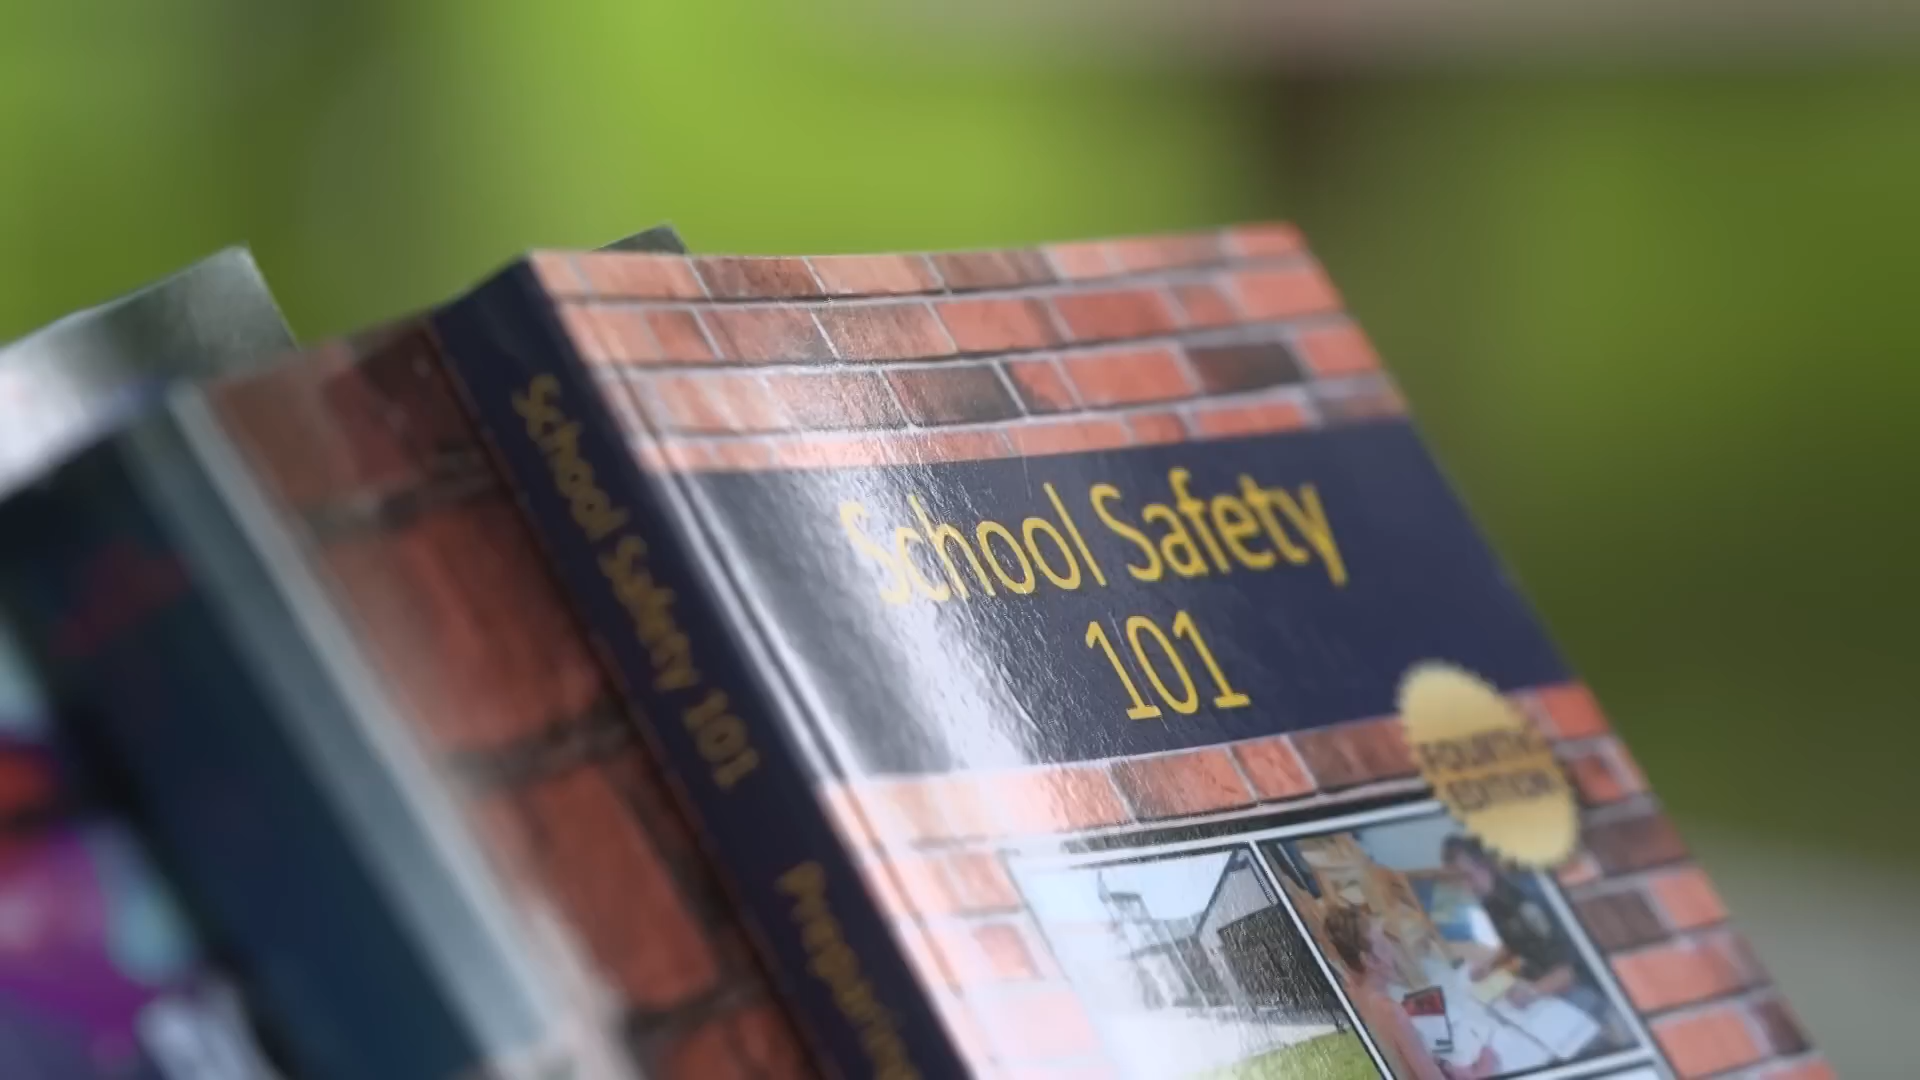 School Safety
101
FOURTH
EDITION
School Safety 101